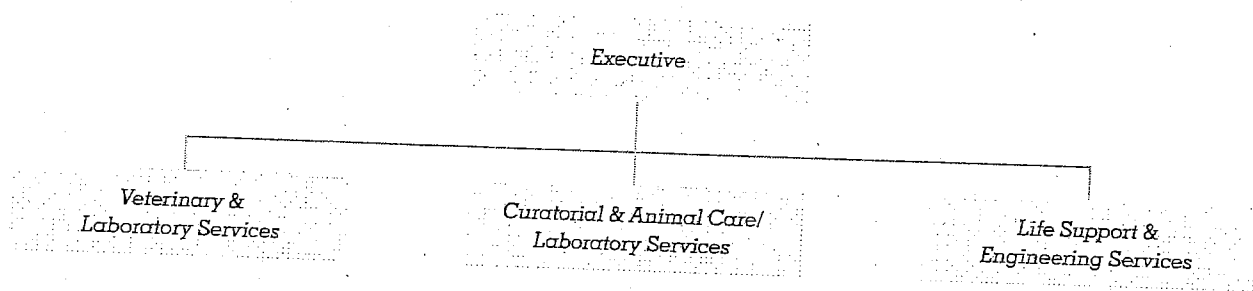 Executive
Veterinary &
Laboratory Services
Curatorial & Animal Care/
Laboratory Services
Life Support &
Engineering Services